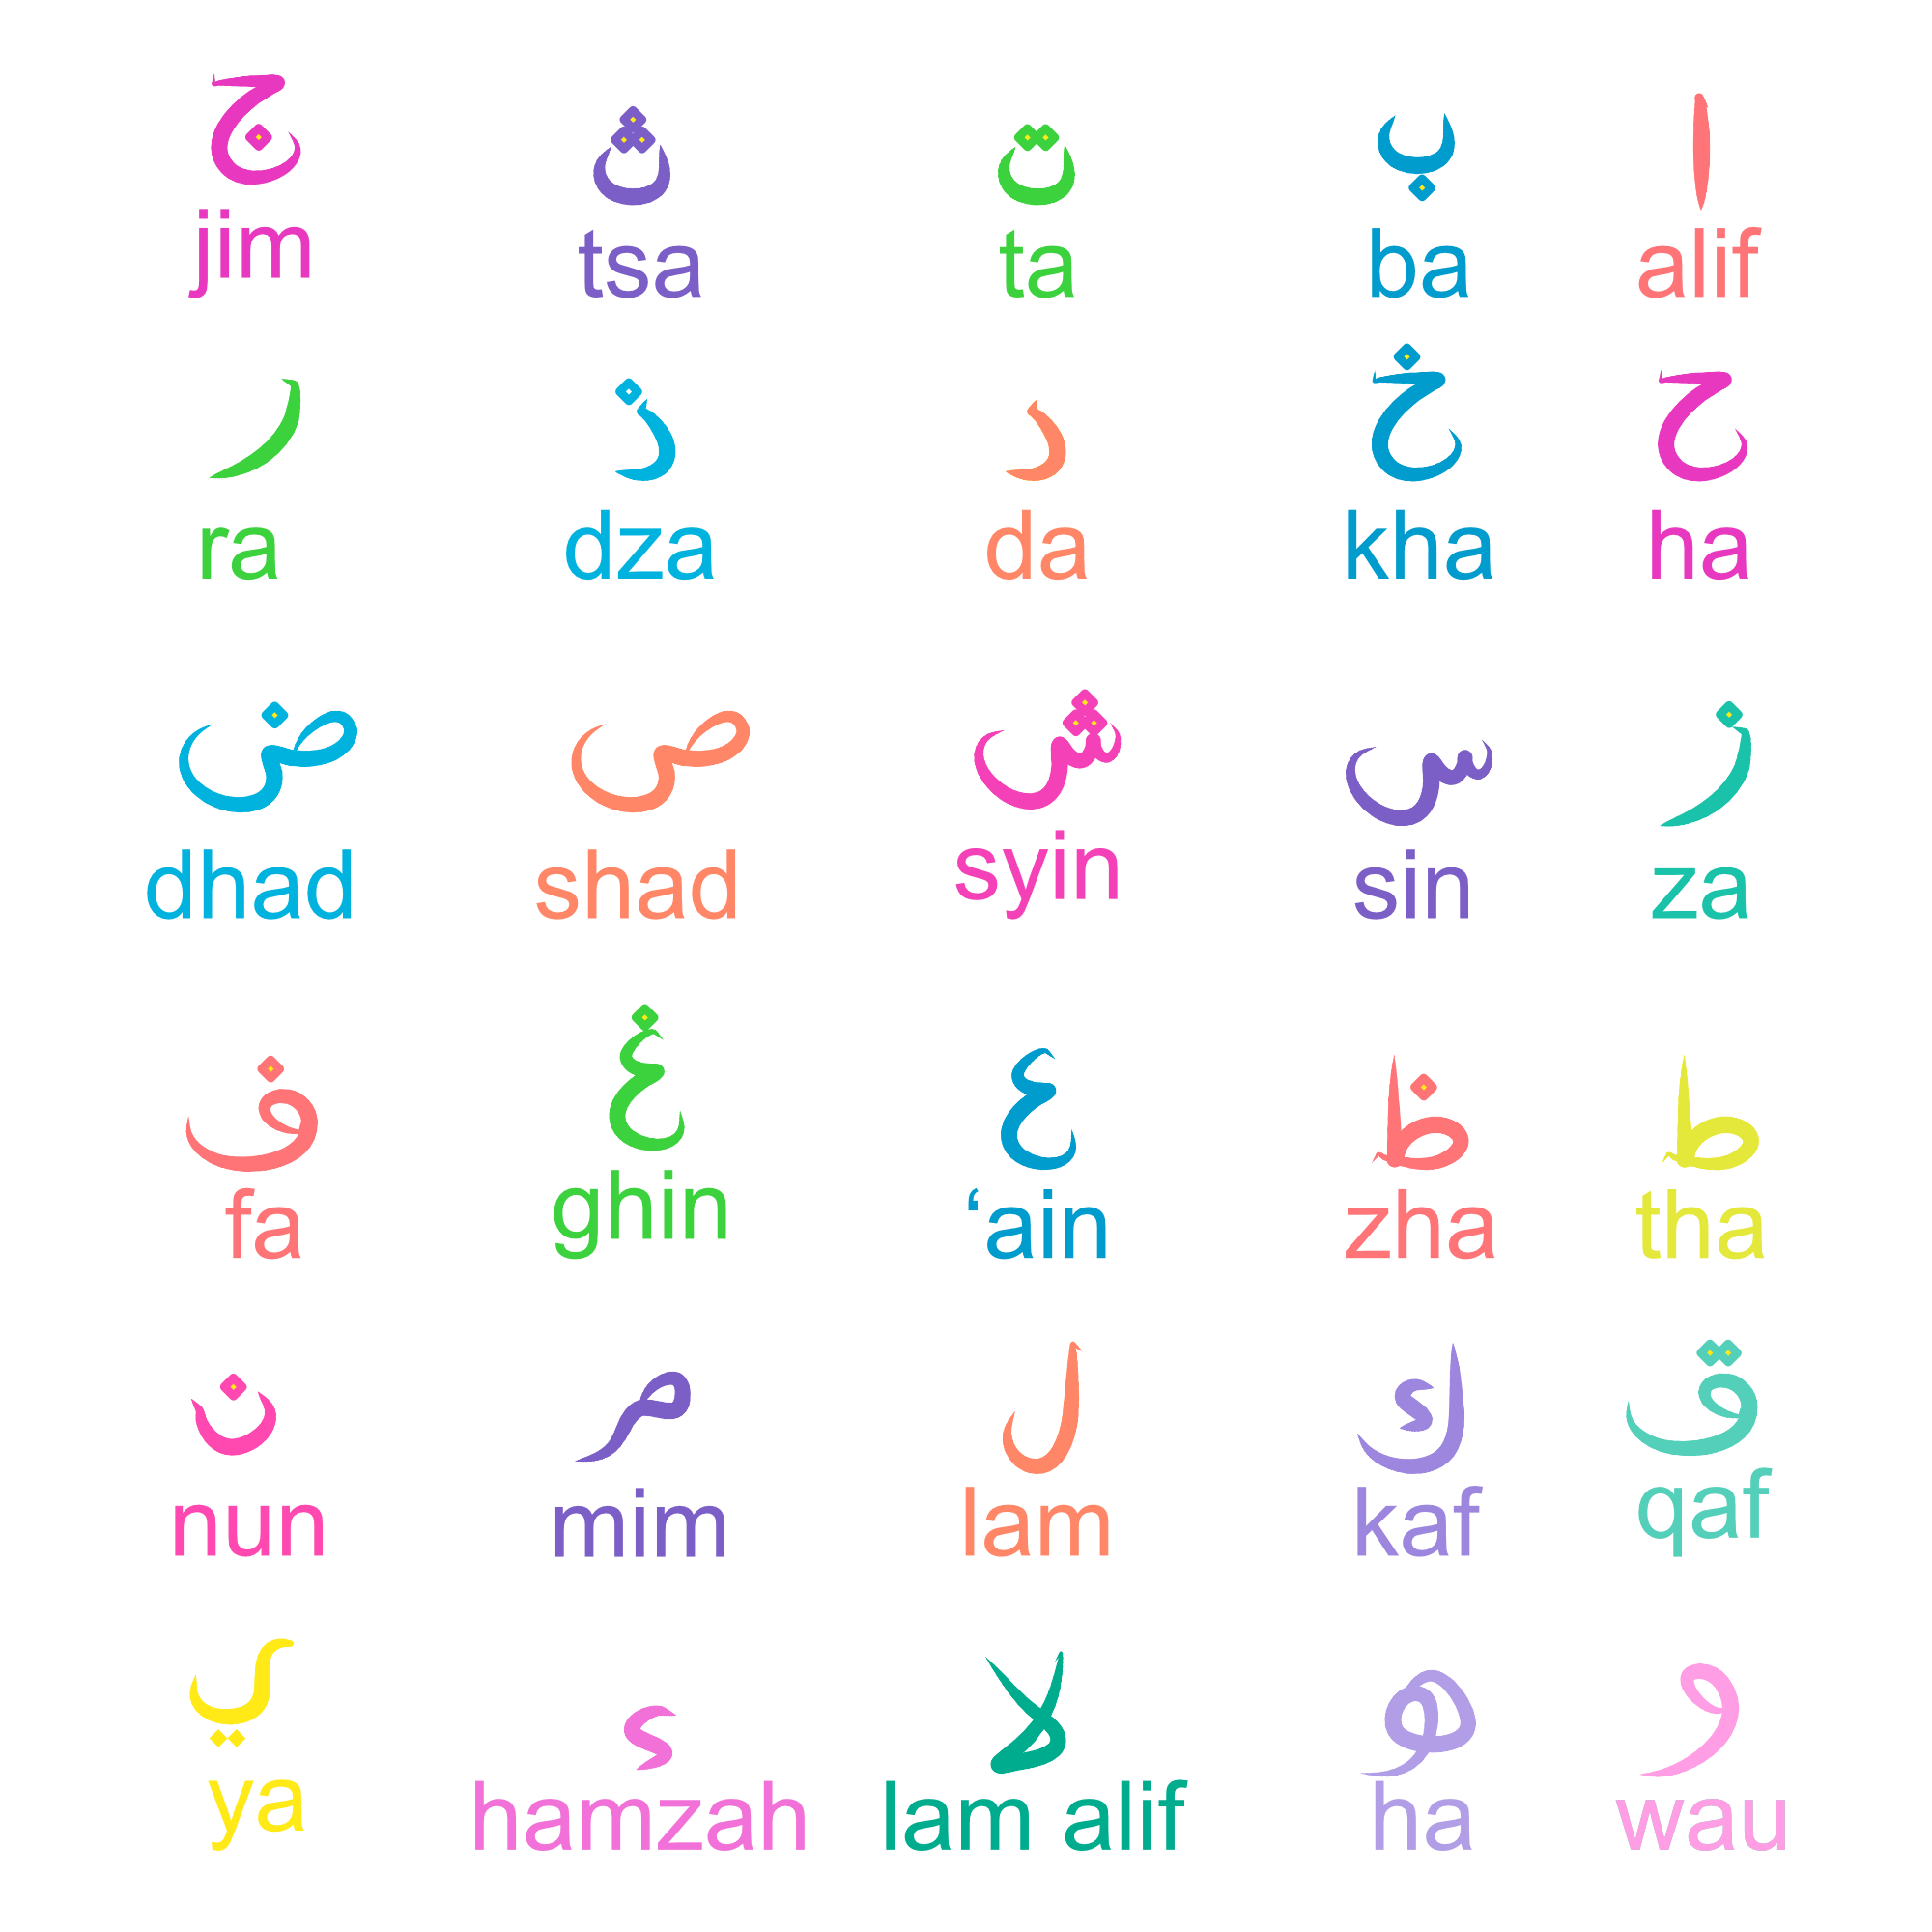 ا ب ت ث ج
alif ba ta tsa jim
ح خ د ذ ر
ha kha da dza ra
ز س ش ص ض
za sin syin shad dhad
ط ظ ع غ ف
tha zha ‘ain ghin fa
ق ك ل م ن
qaf kaf lam mim nun
و ه لا ء ي
wau ha lam alif hamzah ya